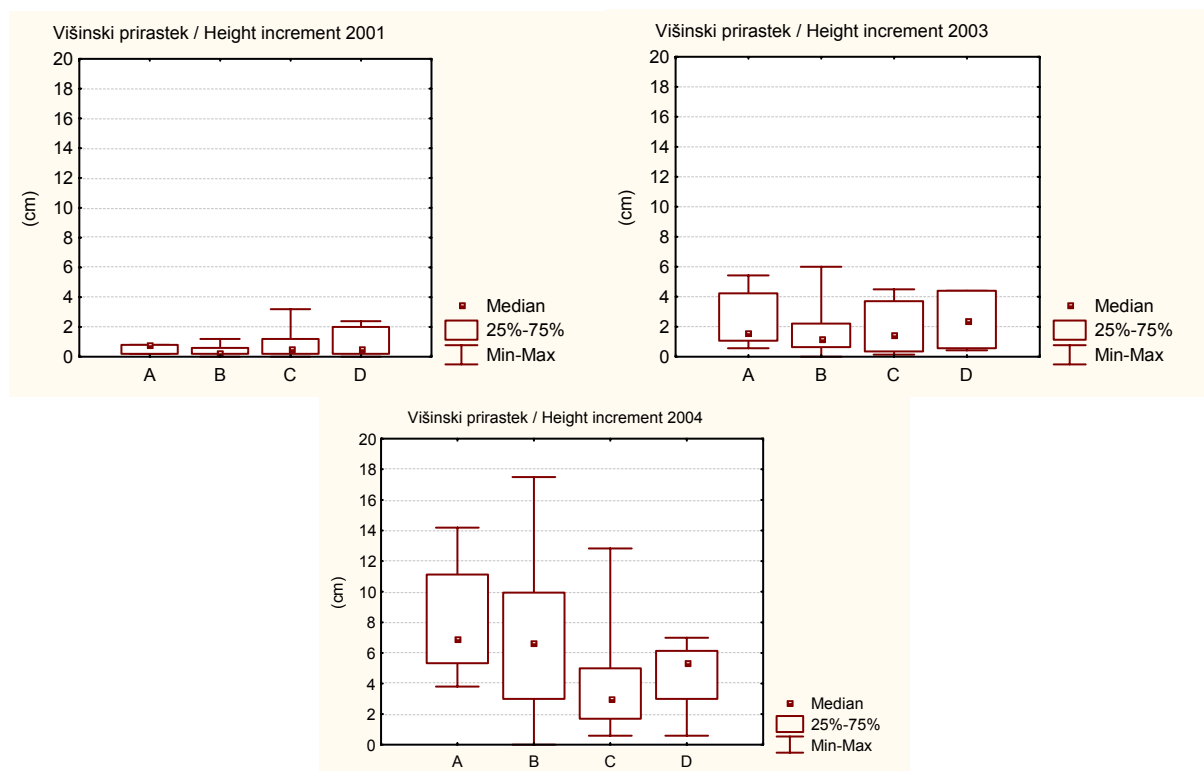 Višinski prirastek / Height increment 2001
20
18
16
14
12
10
8
6
4
2
0
(cm)
A B C D
Median
25%-75%
Min-Max
Višinski prirastek / Height increment 2003
20
18
16
14
12
10
8
6
4
2
0
(cm)
A B C D
Median
25%-75%
Min-Max
Višinski prirastek / Height increment 2004
20
18
16
14
12
10
8
6
4
2
0
(cm)
A B C D
Median
25%-75%
Min-Max